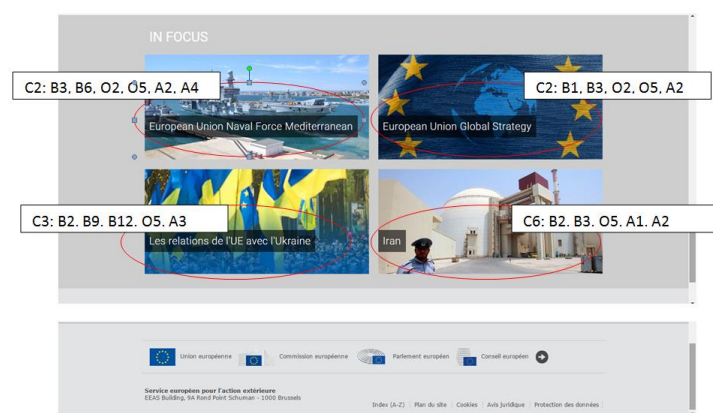 IN FOCUS
C2: B3, B6, O2, O5, A2, A4
C2: B1, B3, O2, O5, A2
European Union Naval Force Mediterranean
European Union Global Strategy
C3: B2. B9. B12. O5. A3
C6: B2. B3. O5. A1. A2
Les relations de l'UE avec l'Ukraine
Iran
Union européenne
Commission européenne
Parlement européen
Conseil européen
Service européen pour l'action extérieure
EEAS Building, 9A Rond Point Schuman - 1000 Brussels
Index (A-Z) | Plan du site | Cookies | Avis juridique | Protection des données |